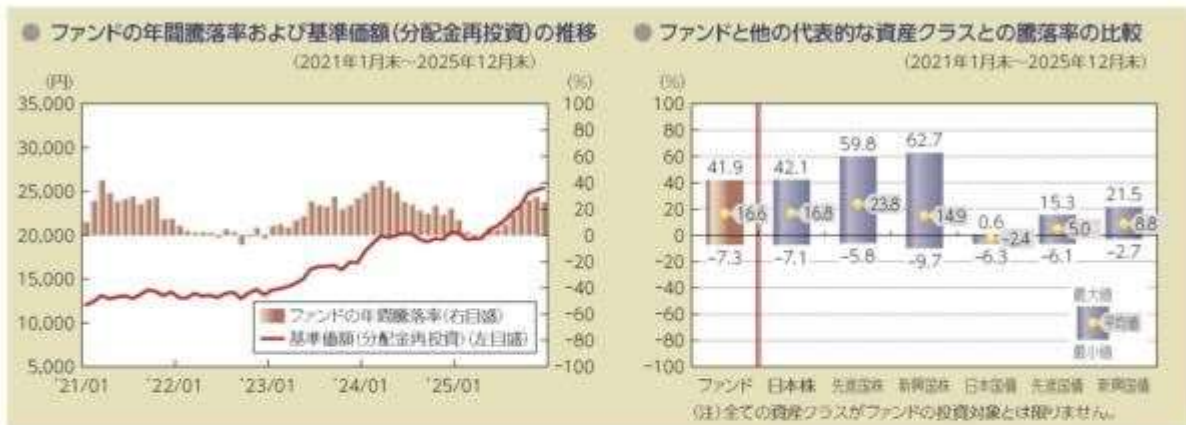 ● ファンドの年間騰落率および基準価額(分配金再投資)の推移
(2021年1月末～2025年12月末)
(円)
(%)
35,000
30,000
25,000
20,000
15,000
10,000
5,000
100
80
60
40
20
0
-20
-40
-60
-80
-100
ファンドの年間騰落率(右目盛)
基準価額(分配金再投資)(左目盛)
'21/01 '22/01 '23/01 '24/01 '25/01
● ファンドと他の代表的な資産クラスとの騰落率の比較
(2021年1月末～2025年12月末)
(%)
100
80
60
40
20
0
-20
-40
-60
-80
-100
41.9 42.1 59.8 62.7 0.6 15.3 21.5
16.6 16.8 23.8 14.9 -2.4 5.0 8.8
-7.3 -7.1 -5.8 -9.7 -6.3 -6.1 -2.7
最大値
平均値
最小値
ファンド 日本株 先進国株 新興国株 日本国債 先進国債 新興国債
(注)全ての資産クラスがファンドの投資対象とは限りません。